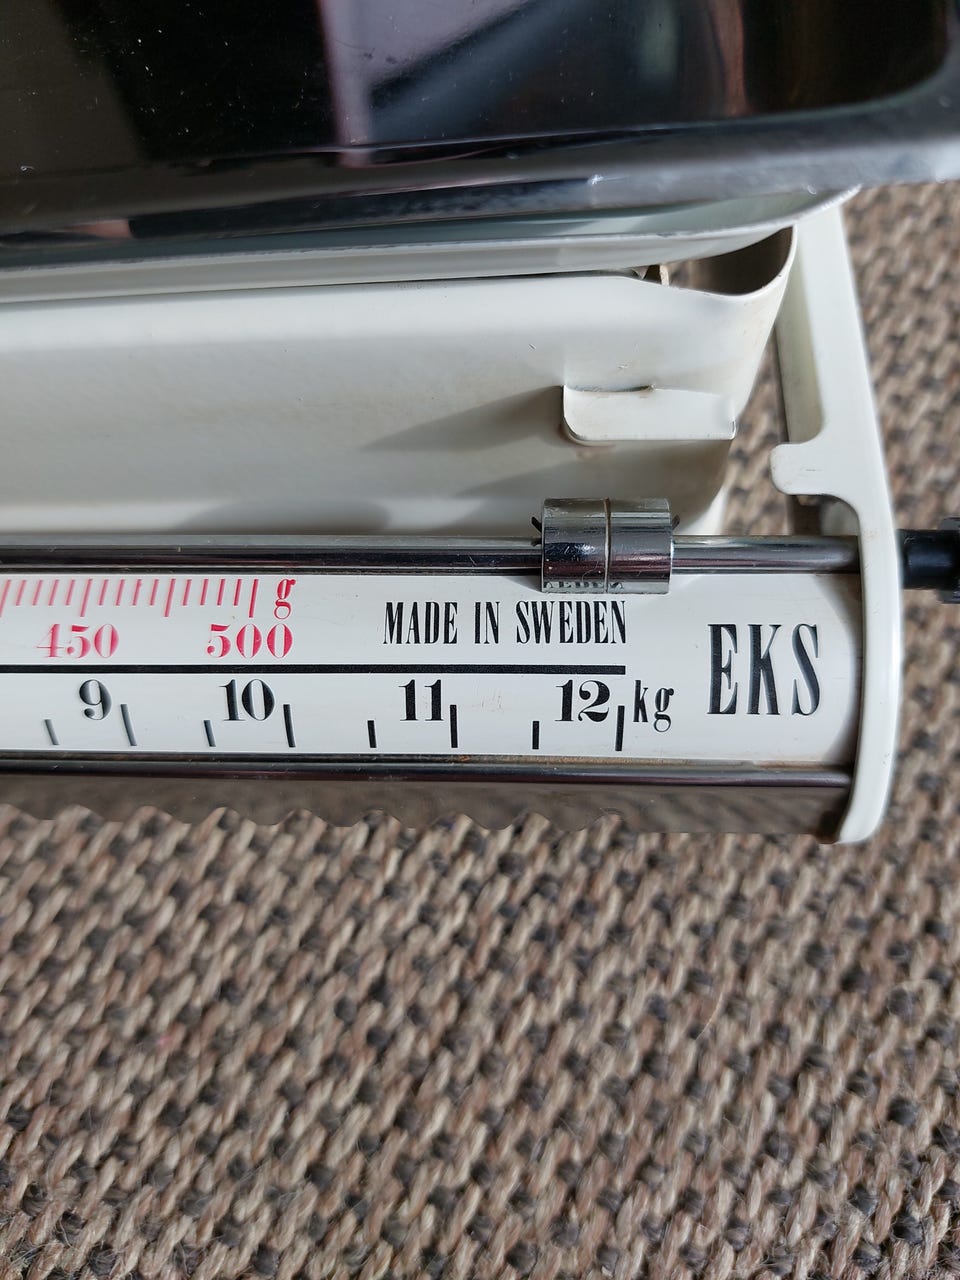 g
450 500
MADE IN SWEDEN
EKS
9 10 11 12 kg